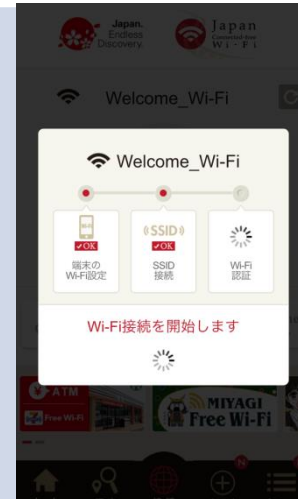 Japan.
Endless
Discovery.
Japan
Connected-free
Wi-Fi
Welcome_Wi-Fi
Welcome_Wi-Fi
Wi-Fi
✓OK
端末の
Wi-Fi設定
SSID
✓OK
SSID
接続
Wi-Fi
認証
Wi-Fi接続を開始します
ATM
Free Wi-Fi
MIYAGI
Free Wi-Fi
N